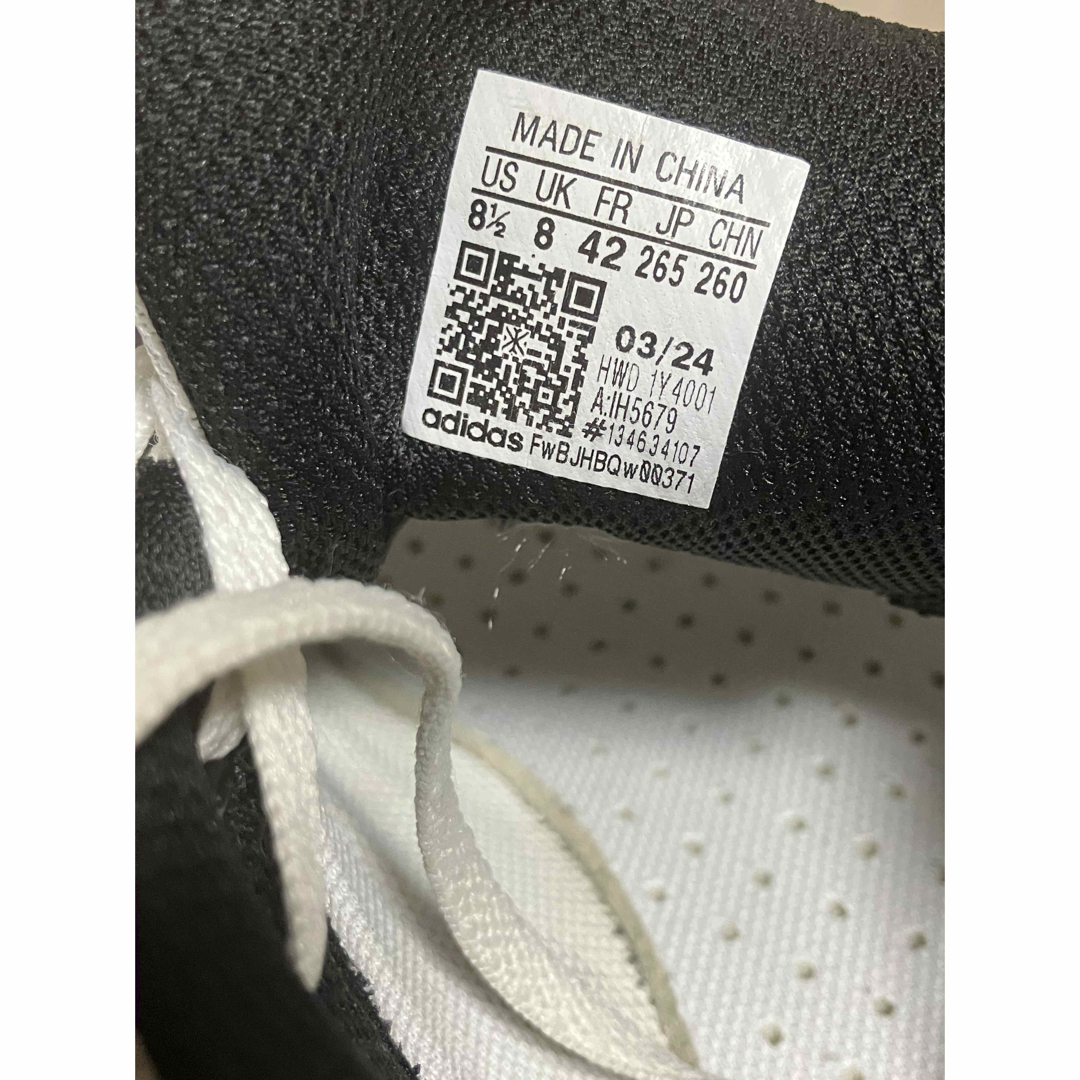 MADE IN CHINA
US UK FR JP CHN
8½ 8 42 265 260
03/24
HWD 1Y4001
A:IH5679
#134634107
adidas FwBJHBQw00371